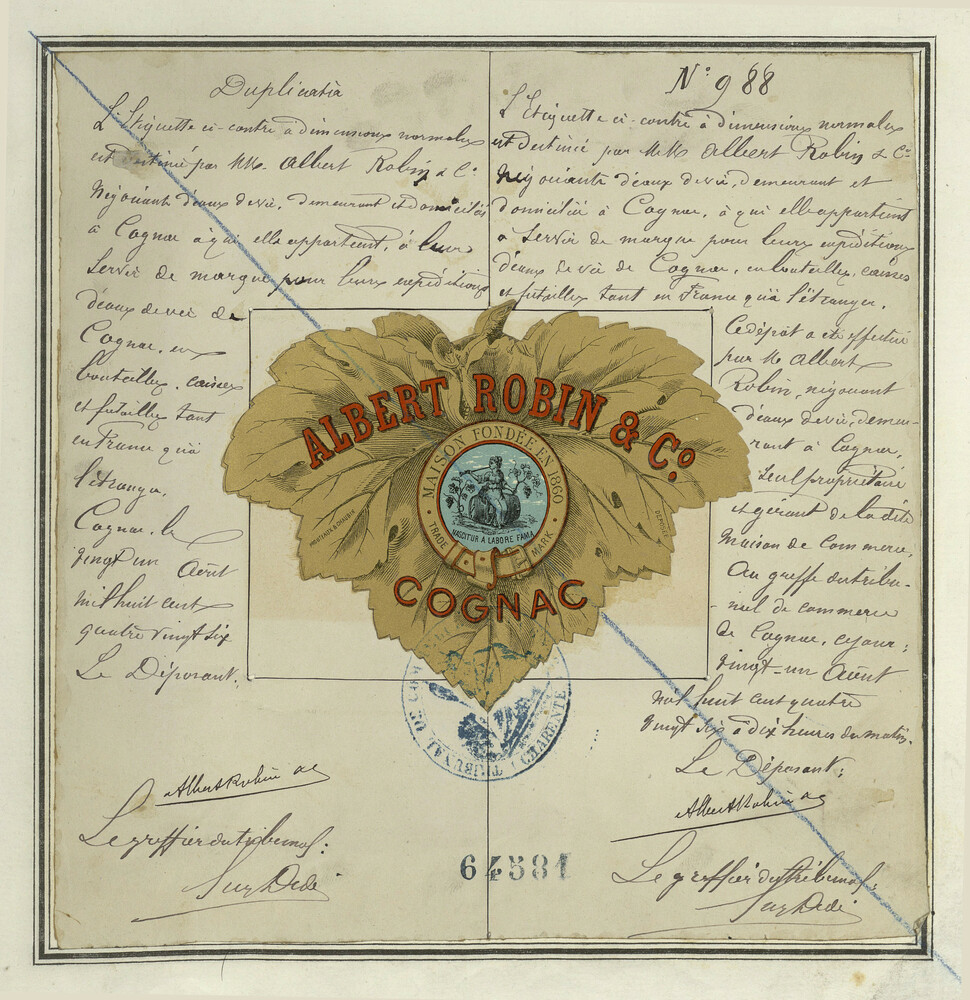 Duplicata
L'Etiquette ci-contre à dimensions normales
est destiné par MM. Albert Robin & Cie
Négociants d'eaux de vie, demeurant et domiciliés
à Cognac à qui elle appartient, à leur
servir de marque pour leurs expéditions
d'eaux de vie de
Cognac, en
bouteilles, caisses
et futailles tant
en France qu'à
l'étranger.
Cognac, le
vingt un Août
mil huit cent
quatre vingt six
Le Déposant.
Albert Robin &c
Le greffier du tribunal:
N° 988
L'Etiquette ci-contre à dimensions normales
est destiné par MM Albert Robin & Cie
Négociants d'eaux de vie, demeurant et
domiciliés à Cognac, à qui elle appartient
à servir de marque pour leurs expéditions
d'eaux de vie de Cognac, en bouteilles, caisses
et futailles tant en France qu'à l'étranger.
Ce dépôt a été effectué
par M Albert
Robin, négociant
d'eaux de vie, demeu-
rant à Cognac,
seul propriétaire
et gérant de la dite
Maison de Commerce,
Au greffe du tribu-
-nal de commerce
de Cognac, ce jour;
vingt-un Août
mil huit cent quatre
vingt six à dix heures du matin.
Le Déposant:
Albert Robin &c
Le greffier du tribunal:
ALBERT ROBIN & Co
MAISON FONDÉE EN 1860
NASCITUR A LABORE FAMA
TRADE MARK
COGNAC
DÉPOSÉ
TRIBUNAL DE COM
CHARENTE
64581